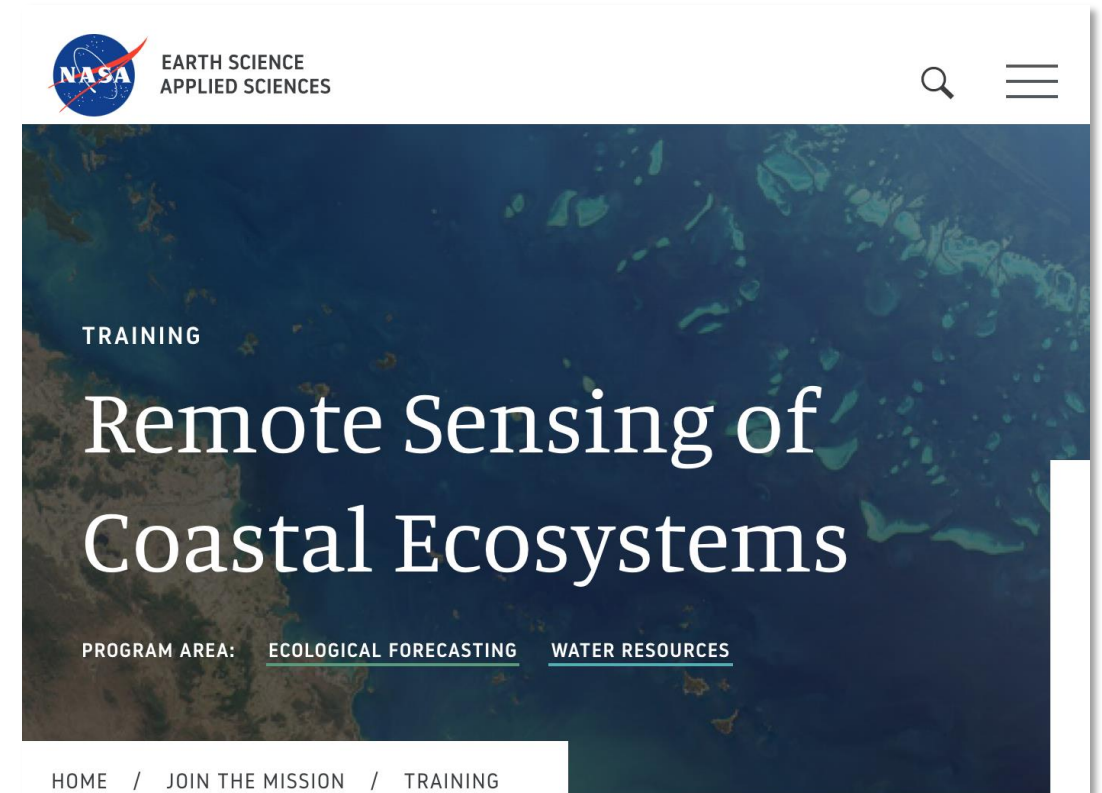 NASA
EARTH SCIENCE
APPLIED SCIENCES
TRAINING
Remote Sensing of
Coastal Ecosystems
PROGRAM AREA: ECOLOGICAL FORECASTING WATER RESOURCES
HOME / JOIN THE MISSION / TRAINING